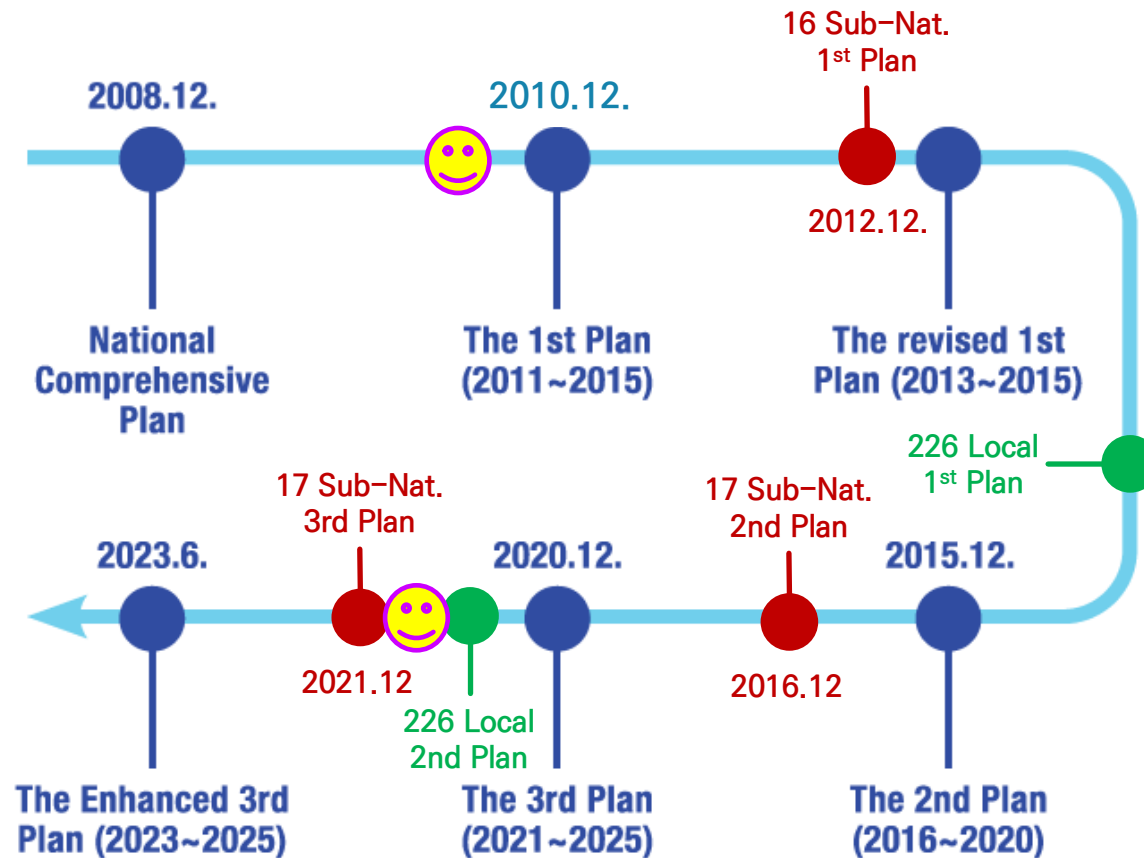 16 Sub-Nat.
1st Plan
2008.12.
2010.12.
2012.12.
National
Comprehensive
Plan
The 1st Plan
(2011~2015)
The revised 1st
Plan (2013~2015)
226 Local
1st Plan
17 Sub-Nat.
2nd Plan
2015.12.
2016.12
2020.12.
17 Sub-Nat.
3rd Plan
2023.6.
2021.12
226 Local
2nd Plan
The 2nd Plan
(2016~2020)
The 3rd Plan
(2021~2025)
The Enhanced 3rd
Plan (2023~2025)